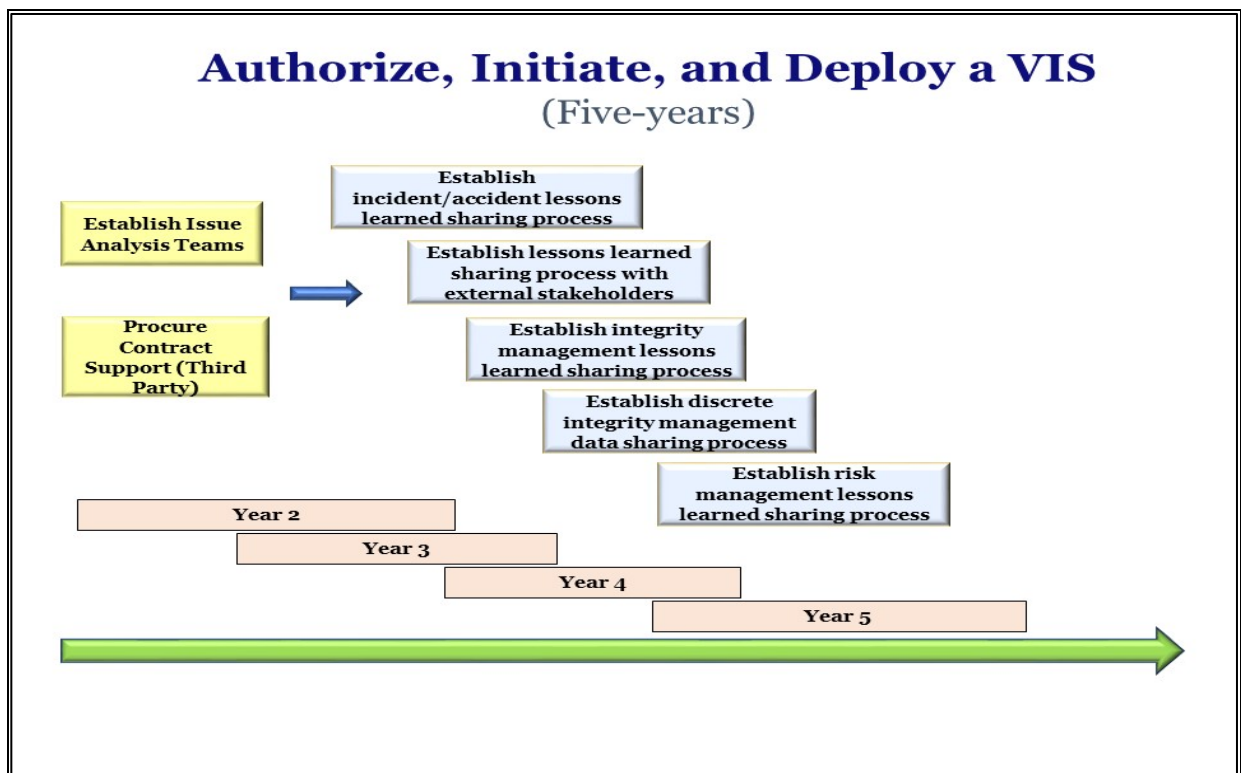 Authorize, Initiate, and Deploy a VIS
(Five-years)
Establish Issue
Analysis Teams
Procure
Contract
Support (Third
Party)
Establish
incident/accident lessons
learned sharing process
Establish lessons learned
sharing process with
external stakeholders
Establish integrity
management lessons
learned sharing process
Establish discrete
integrity management
data sharing process
Establish risk
management lessons
learned sharing process
Year 2
Year 3
Year 4
Year 5